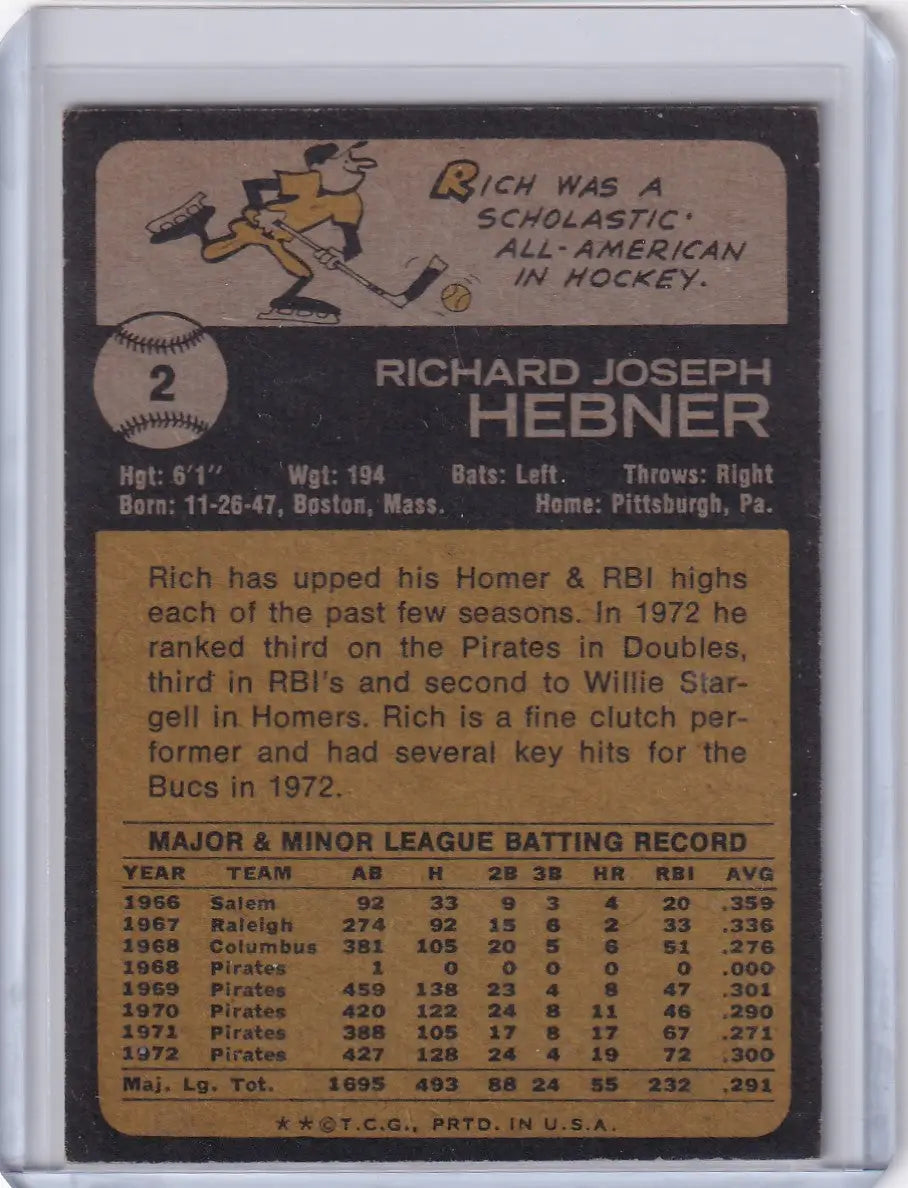 RICH WAS A
SCHOLASTIC
ALL-AMERICAN
IN HOCKEY.
2
RICHARD JOSEPH
HEBNER
Hgt: 6'1" Wgt: 194 Bats: Left. Throws: Right
Born: 11-26-47, Boston, Mass. Home: Pittsburgh, Pa.
Rich has upped his Homer & RBI highs
each of the past few seasons. In 1972 he
ranked third on the Pirates in Doubles,
third in RBI's and second to Willie Star-
gell in Homers. Rich is a fine clutch per-
former and had several key hits for the
Bucs in 1972.
MAJOR & MINOR LEAGUE BATTING RECORD
YEAR TEAM AB H 2B 3B HR RBI AVG
1966 Salem 92 33 9 3 4 20 .359
1967 Raleigh 274 92 15 6 2 33 .336
1968 Columbus 381 105 20 5 6 51 .276
1968 Pirates 1 0 0 0 0 0 .000
1969 Pirates 459 138 23 4 8 47 .301
1970 Pirates 420 122 24 8 11 46 .290
1971 Pirates 388 105 17 8 17 67 .271
1972 Pirates 427 128 24 4 19 72 .300
Maj. Lg. Tot. 1695 493 88 24 55 232 .291
★★©T.C.G., PRTD. IN U.S.A.